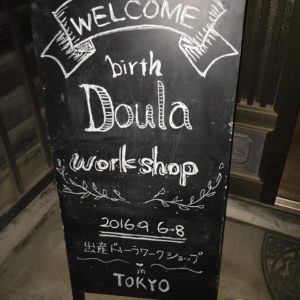 WELCOME
birth
Doula
workshop
2016.9 6-8
出産ドゥーラワークショップ
in
TOKYO